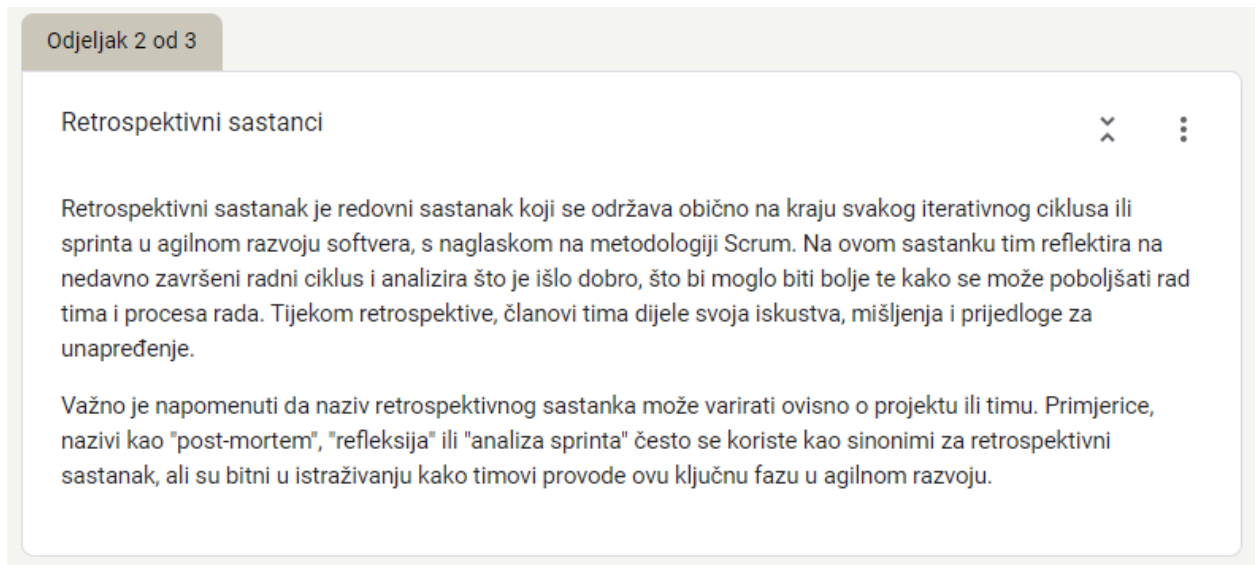 Odjeljak 2 od 3
Retrospektivni sastanci
Retrospektivni sastanak je redovni sastanak koji se održava obično na kraju svakog iterativnog ciklusa ili
sprinta u agilnom razvoju softvera, s naglaskom na metodologiji Scrum. Na ovom sastanku tim reflektira na
nedavno završeni radni ciklus i analizira što je išlo dobro, što bi moglo biti bolje te kako se može poboljšati rad
tima i procesa rada. Tijekom retrospektive, članovi tima dijele svoja iskustva, mišljenja i prijedloge za
unapređenje.
Važno je napomenuti da naziv retrospektivnog sastanka može varirati ovisno o projektu ili timu. Primjerice,
nazivi kao "post-mortem", "refleksija" ili "analiza sprinta" često se koriste kao sinonimi za retrospektivni
sastanak, ali su bitni u istraživanju kako timovi provode ovu ključnu fazu u agilnom razvoju.